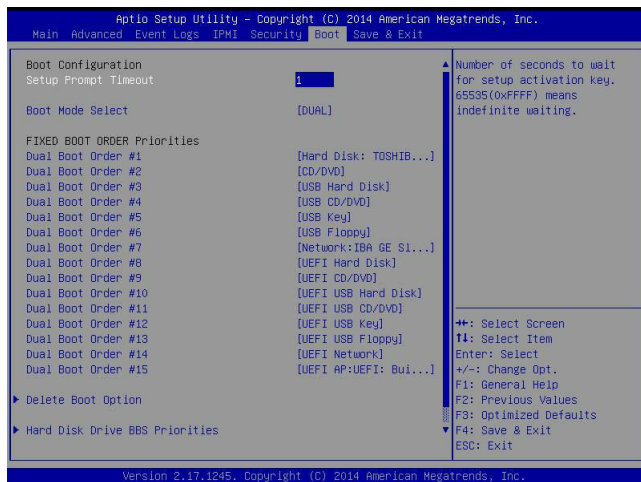 Aptio Setup Utility – Copyright (C) 2014 American Megatrends, Inc.
Main Advanced Event Logs IPMI Security Boot Save & Exit
Boot Configuration
Setup Prompt Timeout 1
Boot Mode Select [DUAL]
FIXED BOOT ORDER Priorities
Dual Boot Order #1 [Hard Disk: TOSHIB...]
Dual Boot Order #2 [CD/DVD]
Dual Boot Order #3 [USB Hard Disk]
Dual Boot Order #4 [USB CD/DVD]
Dual Boot Order #5 [USB Key]
Dual Boot Order #6 [USB Floppy]
Dual Boot Order #7 [Network:IBA GE Sl...]
Dual Boot Order #8 [UEFI Hard Disk]
Dual Boot Order #9 [UEFI CD/DVD]
Dual Boot Order #10 [UEFI USB Hard Disk]
Dual Boot Order #11 [UEFI USB CD/DVD]
Dual Boot Order #12 [UEFI USB Key]
Dual Boot Order #13 [UEFI USB Floppy]
Dual Boot Order #14 [UEFI Network]
Dual Boot Order #15 [UEFI AP:UEFI: Bui...]
Delete Boot Option
Hard Disk Drive BBS Priorities
Number of seconds to wait
for setup activation key.
65535(0xFFFF) means
indefinite waiting.
→←: Select Screen
↑↓: Select Item
Enter: Select
+/-: Change Opt.
F1: General Help
F2: Previous Values
F3: Optimized Defaults
F4: Save & Exit
ESC: Exit
Version 2.17.1245. Copyright (C) 2014 American Megatrends, Inc.